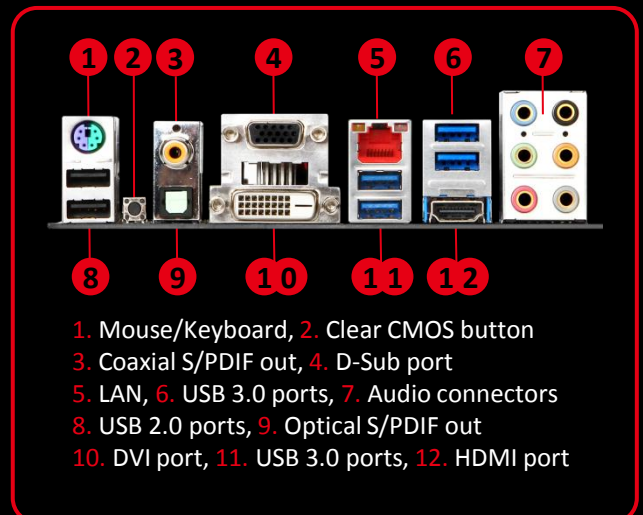 1 2 3 4 5 6 7
8 9 10 11 12
1. Mouse/Keyboard, 2. Clear CMOS button
3. Coaxial S/PDIF out, 4. D-Sub port
5. LAN, 6. USB 3.0 ports, 7. Audio connectors
8. USB 2.0 ports, 9. Optical S/PDIF out
10. DVI port, 11. USB 3.0 ports, 12. HDMI port